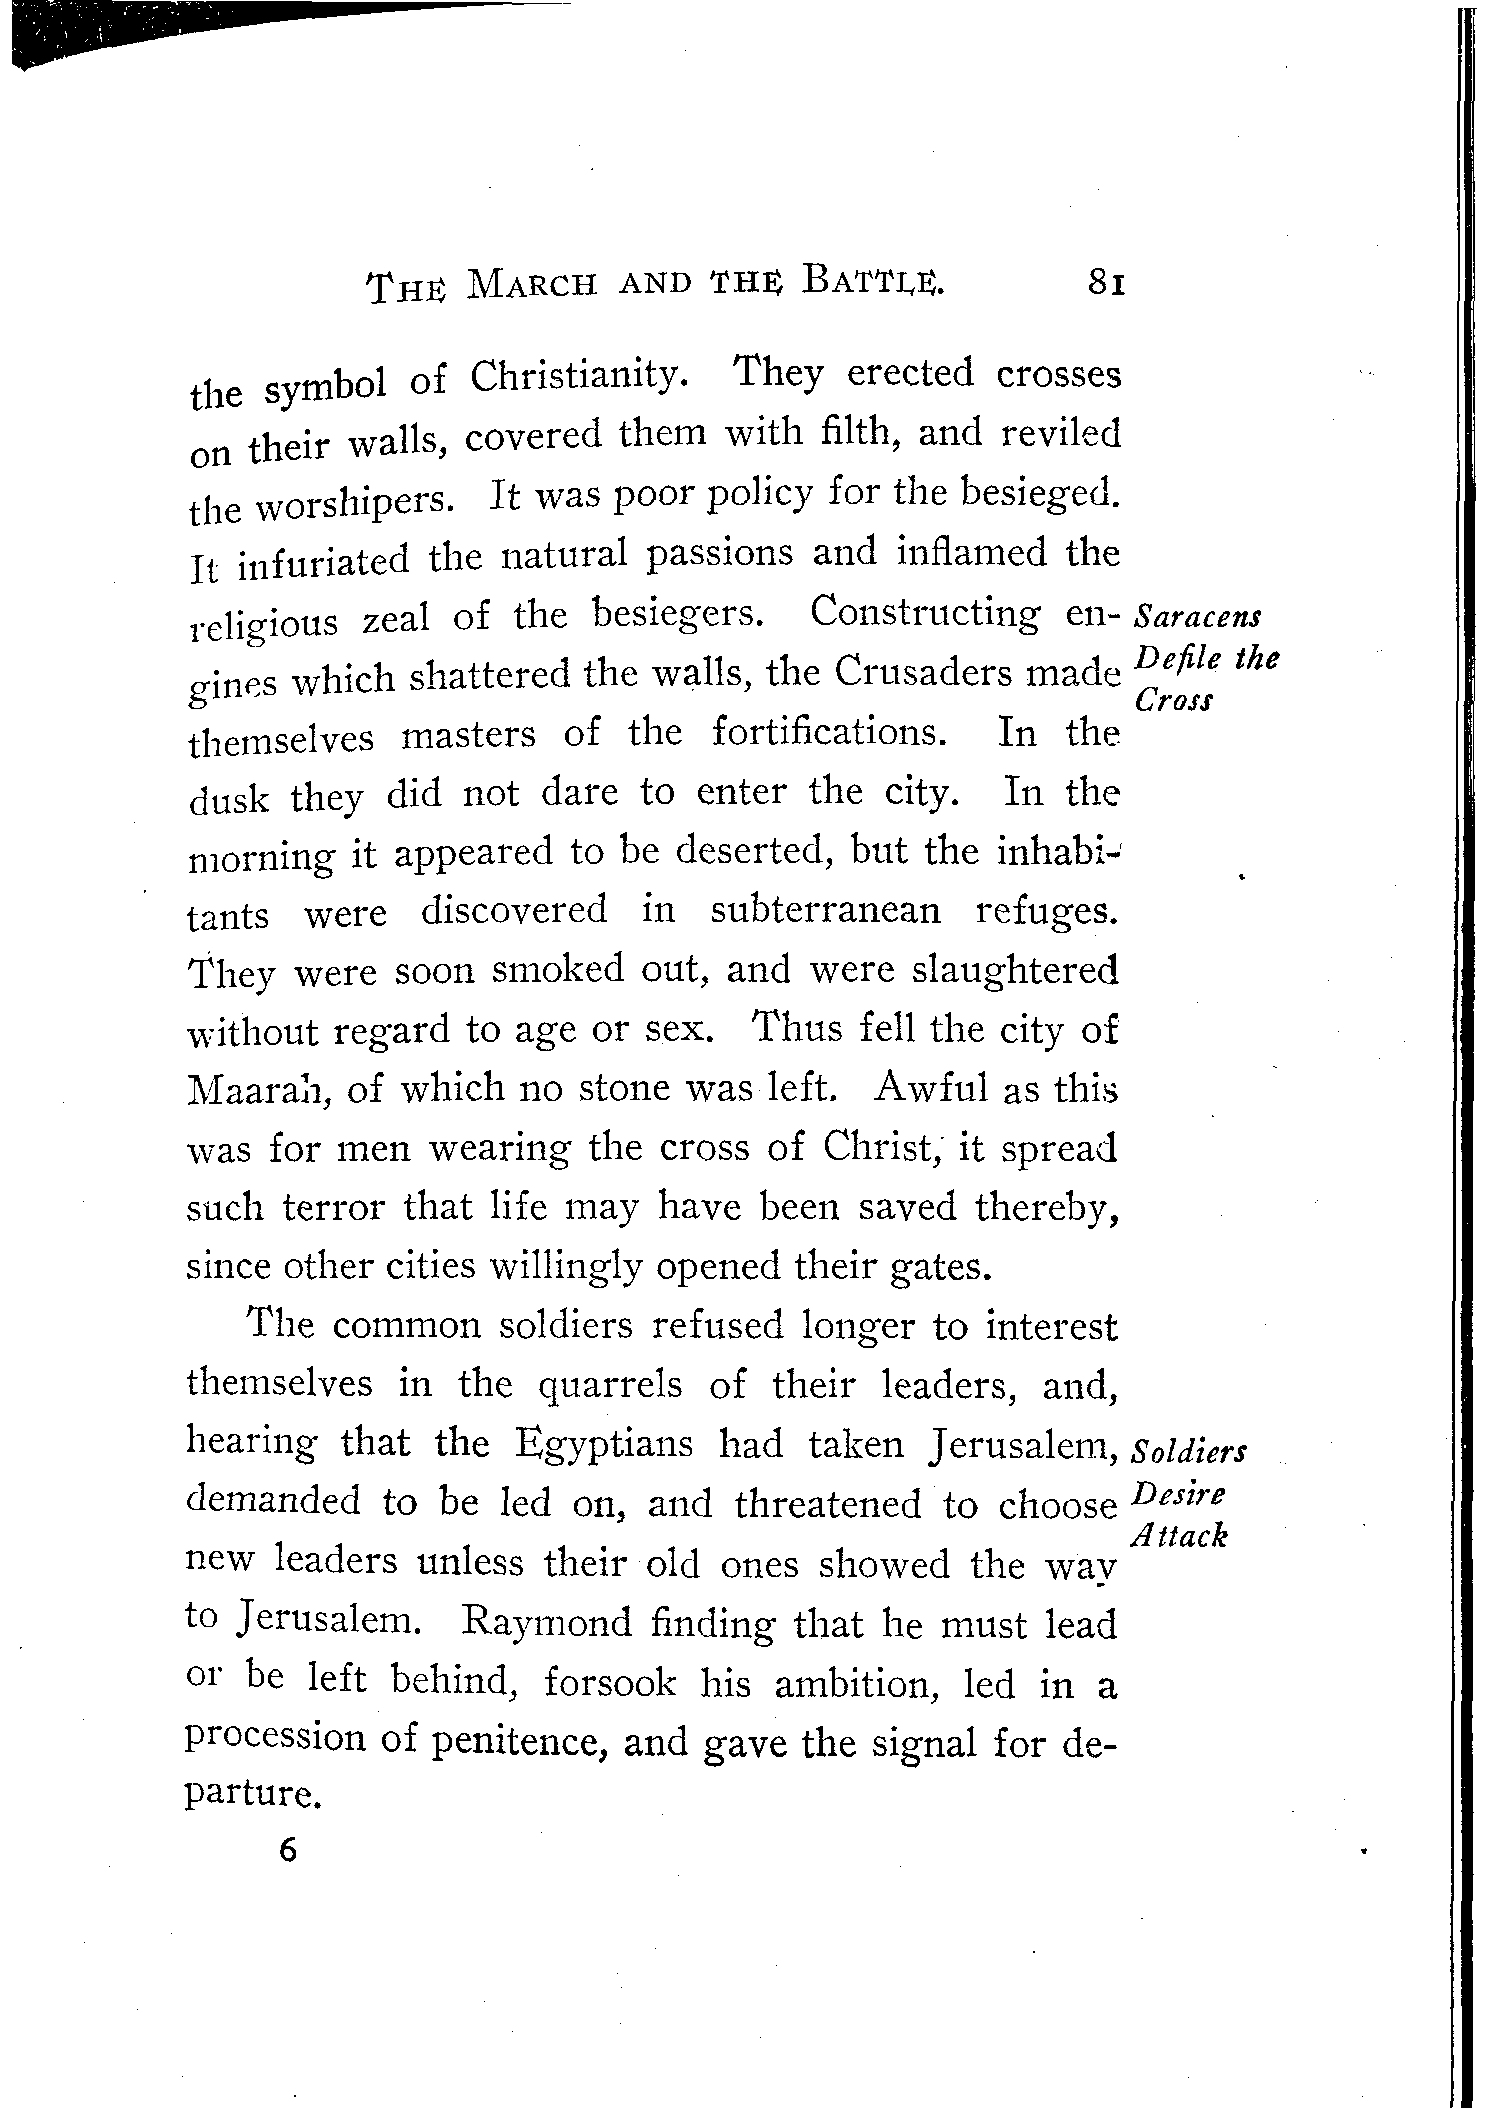 The March and the Battle. 81
the symbol of Christianity. They erected crosses
on their walls, covered them with filth, and reviled
the worshipers. It was poor policy for the besieged.
It infuriated the natural passions and inflamed the
religious zeal of the besiegers. Constructing en-
Saracens
gines which shattered the walls, the Crusaders made
Defile the
Cross
themselves masters of the fortifications. In the
dusk they did not dare to enter the city. In the
morning it appeared to be deserted, but the inhabi-
tants were discovered in subterranean refuges.
They were soon smoked out, and were slaughtered
without regard to age or sex. Thus fell the city of
Maarah, of which no stone was left. Awful as this
was for men wearing the cross of Christ, it spread
such terror that life may have been saved thereby,
since other cities willingly opened their gates.
The common soldiers refused longer to interest
themselves in the quarrels of their leaders, and,
hearing that the Egyptians had taken Jerusalem,
Soldiers
demanded to be led on, and threatened to choose
Desire
Attack
new leaders unless their old ones showed the way
to Jerusalem. Raymond finding that he must lead
or be left behind, forsook his ambition, led in a
procession of penitence, and gave the signal for de-
parture.
6